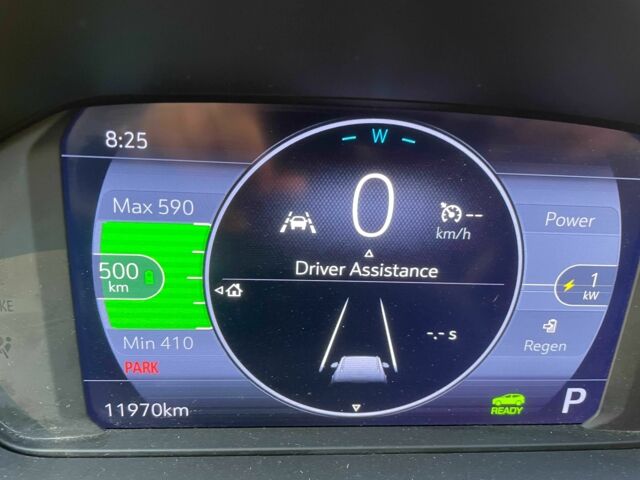 W
8:25
0
--
km/h
Max 590
Power
Driver Assistance
500
km
1
kW
-.- s
Min 410
Regen
PARK
11970km
READY
P